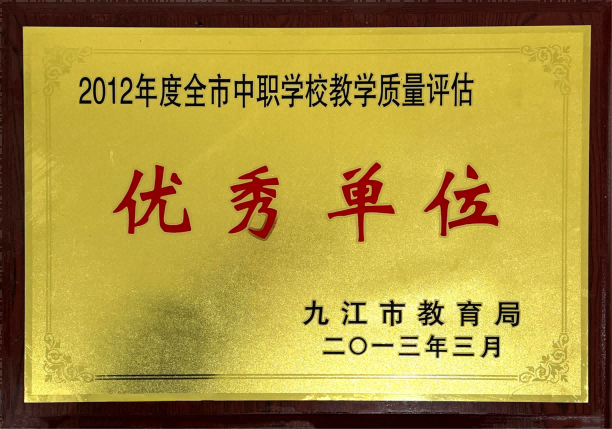 2012年度全市中职学校教学质量评估
优秀单位
九江市教育局
二〇一三年三月